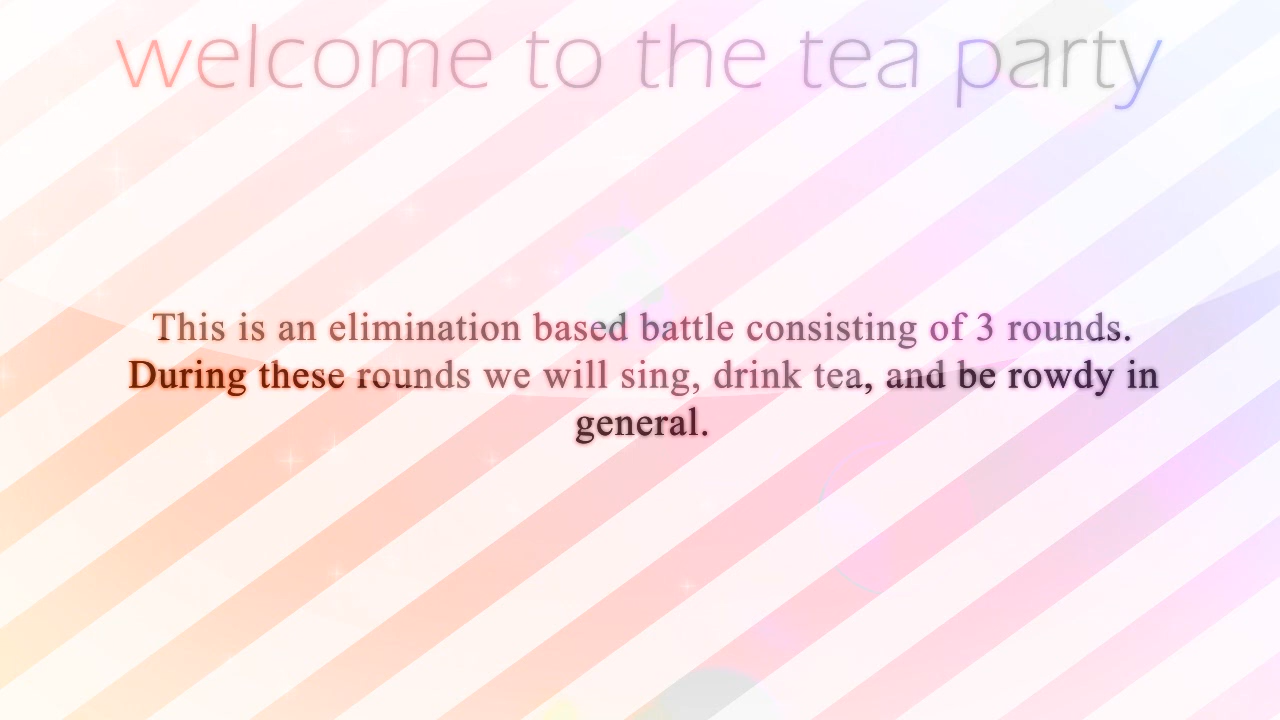 welcome to the tea party
This is an elimination based battle consisting of 3 rounds.
During these rounds we will sing, drink tea, and be rowdy in
general.